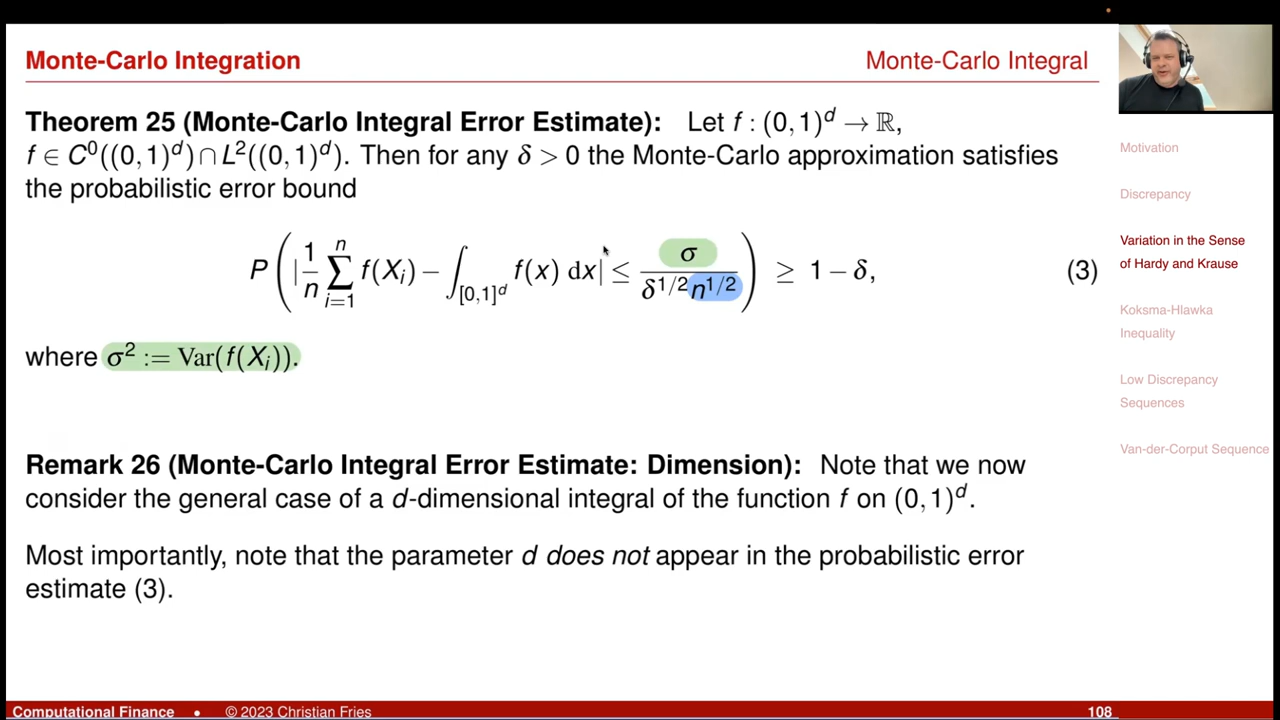 Monte-Carlo Integration
Monte-Carlo Integral
Theorem 25 (Monte-Carlo Integral Error Estimate): Let f : (0,1)^d → ℝ,
f ∈ C^0((0,1)^d) ∩ L^2((0,1)^d). Then for any δ > 0 the Monte-Carlo approximation satisfies
the probabilistic error bound
P ( | 1/n ∑_{i=1}^{n} f(X_i) − ∫_{[0,1]^d} f(x) dx | ≤ σ / (δ^{1/2} n^{1/2}) ) ≥ 1 − δ, (3)
where σ^2 := Var(f(X_i)).
Remark 26 (Monte-Carlo Integral Error Estimate: Dimension): Note that we now
consider the general case of a d-dimensional integral of the function f on (0,1)^d.
Most importantly, note that the parameter d does not appear in the probabilistic error
estimate (3).
Motivation
Discrepancy
Variation in the Sense
of Hardy and Krause
Koksma-Hlawka
Inequality
Low Discrepancy
Sequences
Van-der-Corput Sequence
Computational Finance • © 2023 Christian Fries 108